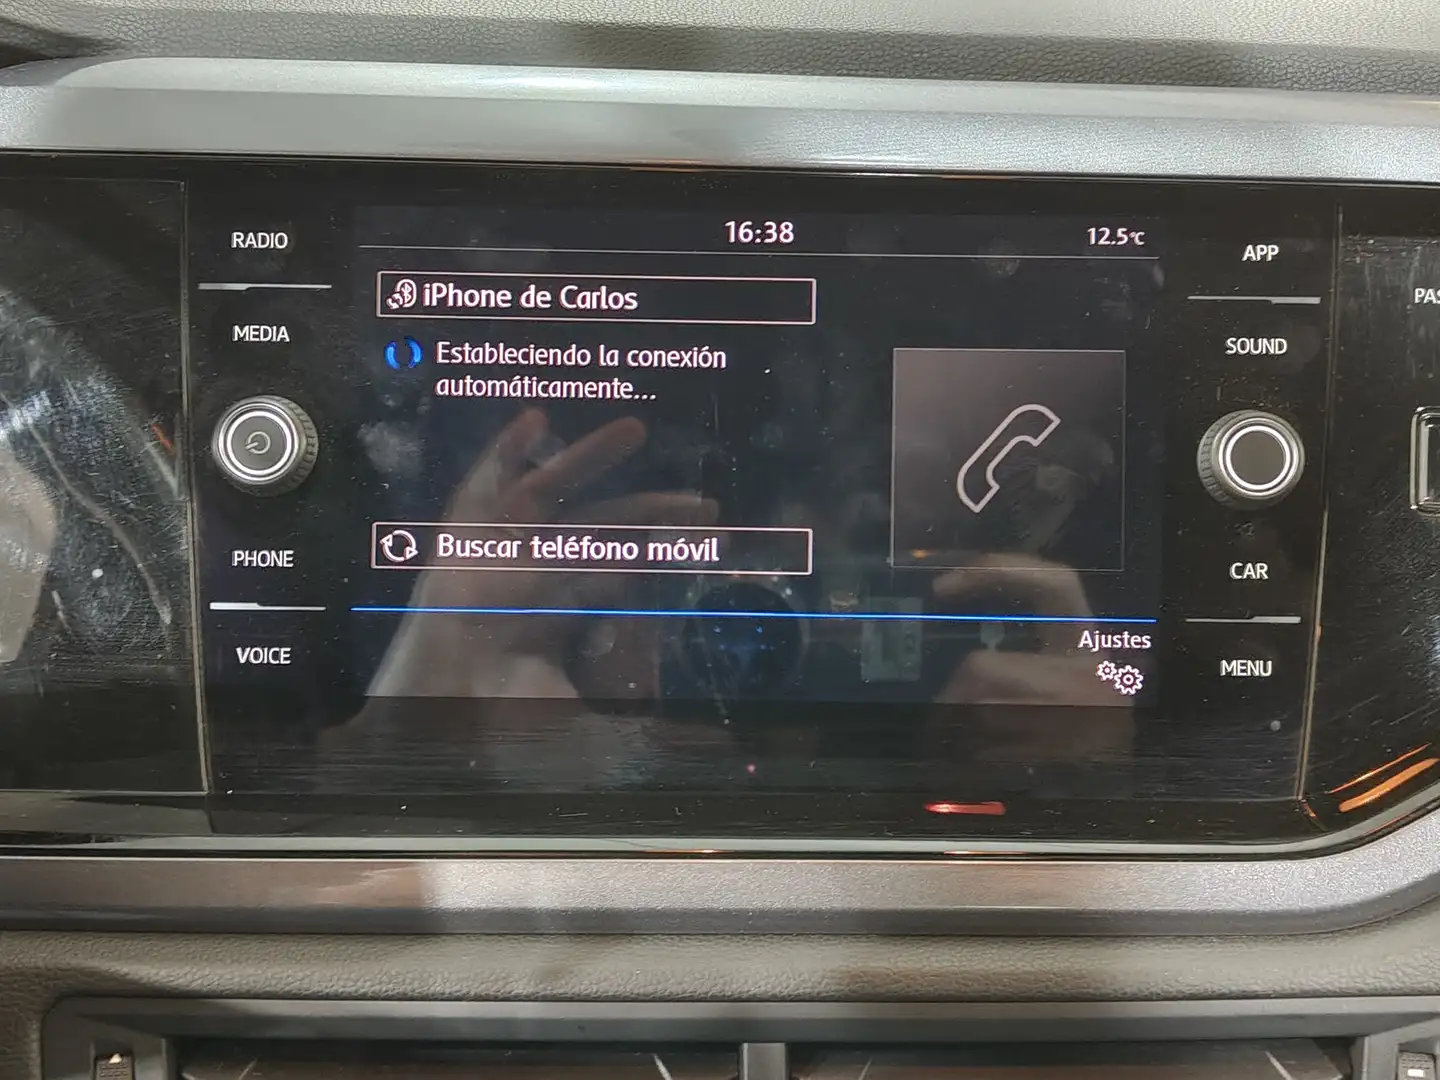 16:38
12.5°C
RADIO
MEDIA
PHONE
VOICE
iPhone de Carlos
Estableciendo la conexión
automáticamente...
Buscar teléfono móvil
Ajustes
APP
SOUND
CAR
MENU